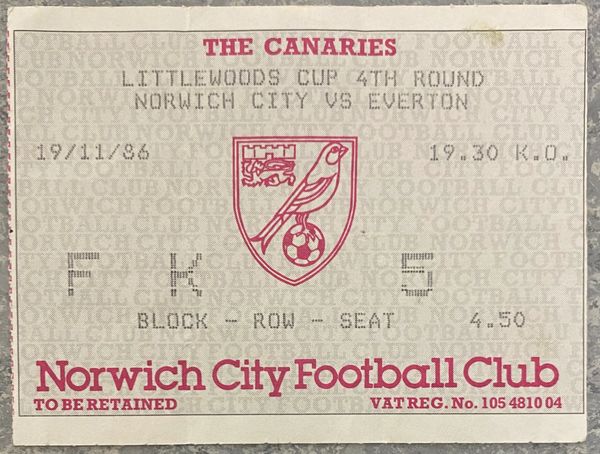 THE CANARIES
LITTLEWOODS CUP 4TH ROUND
NORWICH CITY VS EVERTON
19/11/86 19.30 K.O.
F K 5
BLOCK - ROW - SEAT 4.50
Norwich City Football Club
TO BE RETAINED VAT REG. No. 105 4810 04